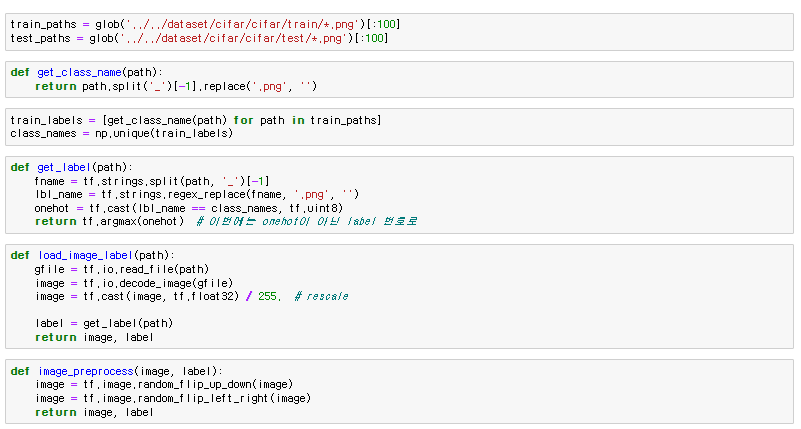 train_paths = glob('../../dataset/cifar/cifar/train/*.png')[:100]
test_paths = glob('../../dataset/cifar/cifar/test/*.png')[:100]
def get_class_name(path):
    return path.split('_')[-1].replace('.png', '')
train_labels = [get_class_name(path) for path in train_paths]
class_names = np.unique(train_labels)
def get_label(path):
    fname = tf.strings.split(path, '_')[-1]
    lbl_name = tf.strings.regex_replace(fname, '.png', '')
    onehot = tf.cast(lbl_name == class_names, tf.uint8)
    return tf.argmax(onehot)  # 이번에는 onehot이 아닌 label 번호로
def load_image_label(path):
    gfile = tf.io.read_file(path)
    image = tf.io.decode_image(gfile)
    image = tf.cast(image, tf.float32) / 255.  # rescale
    label = get_label(path)
    return image, label
def image_preprocess(image, label):
    image = tf.image.random_flip_up_down(image)
    image = tf.image.random_flip_left_right(image)
    return image, label